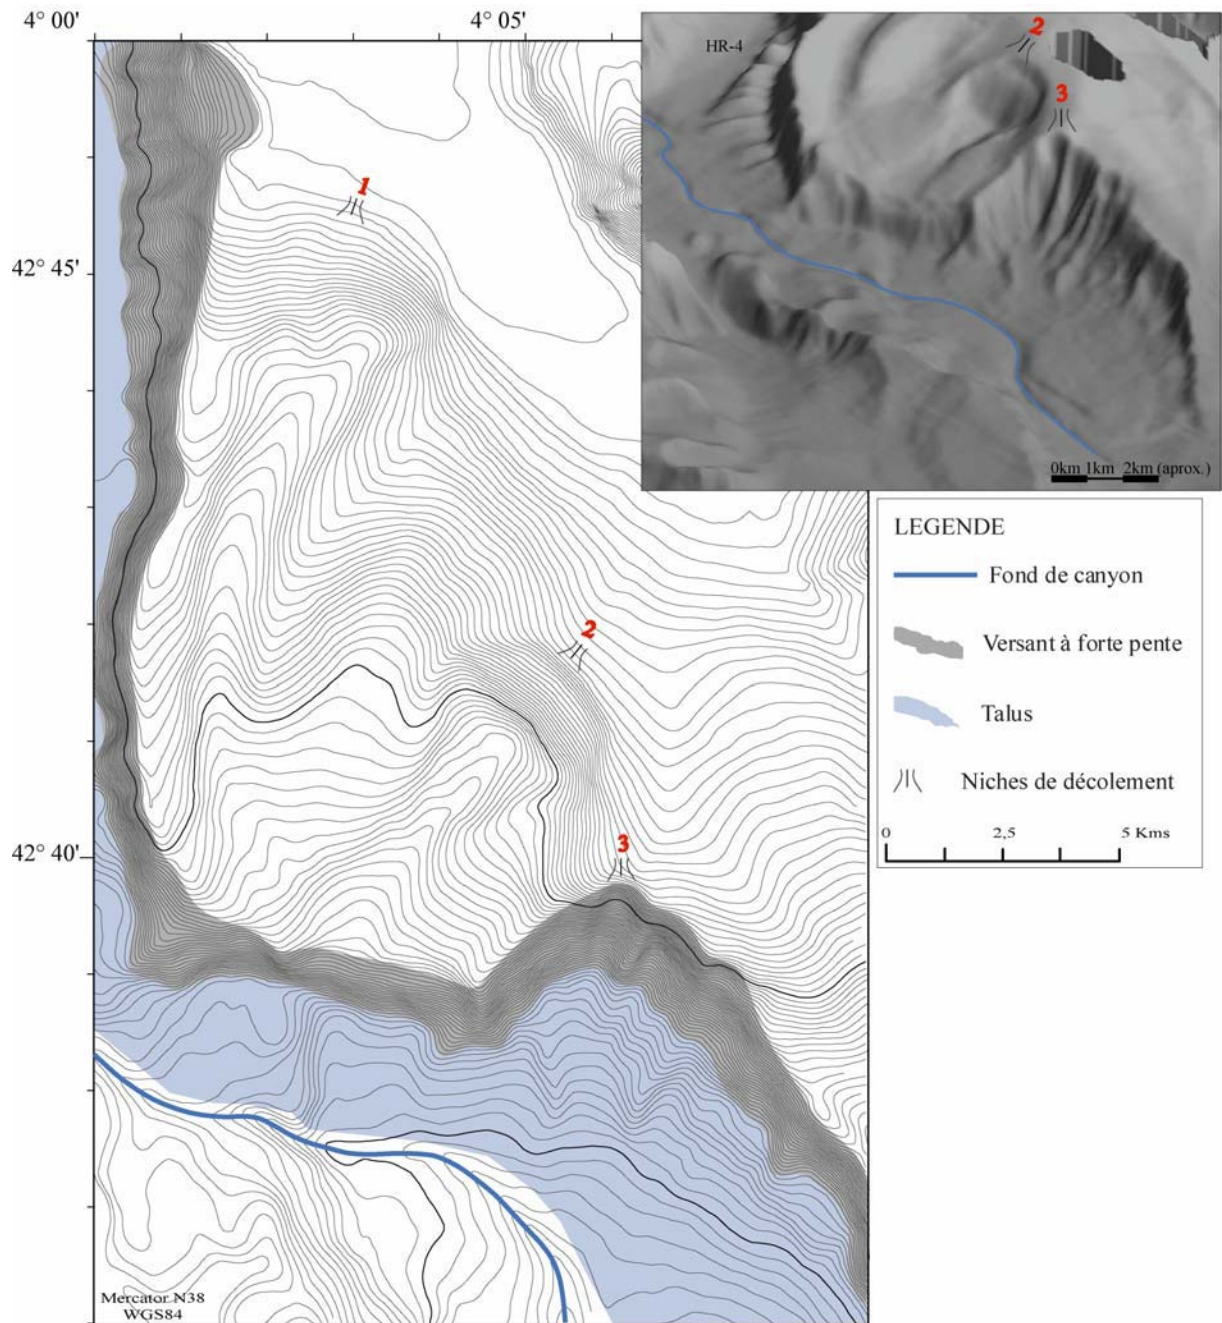 4° 00'
4° 05'
HR-4
2
3
0km 1km 2km (aprox.)
1
42° 45'
2
3
42° 40'
Mercator N38
WGS84
LEGENDE
Fond de canyon
Versant à forte pente
Talus
Niches de décolement
0 2,5 5 Kms